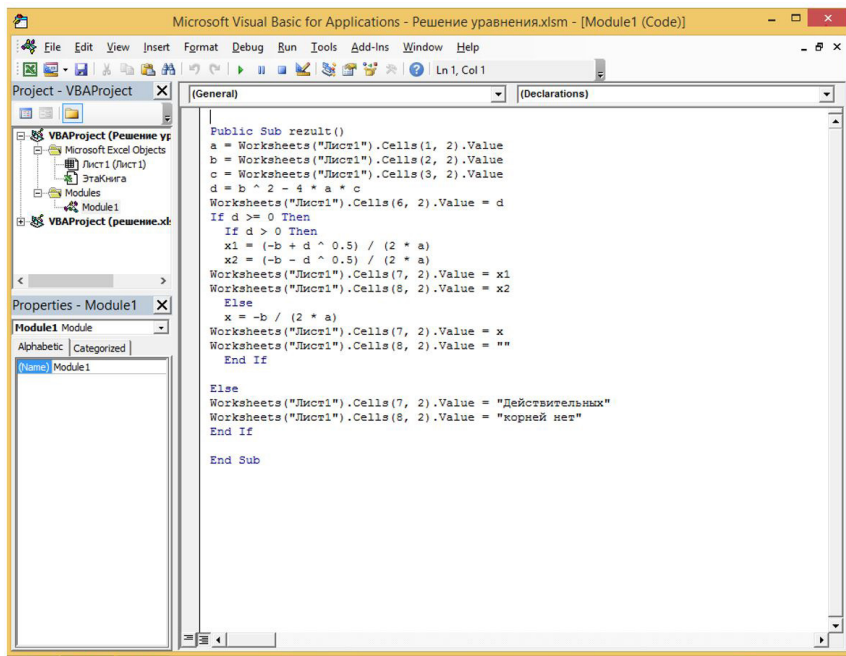 Microsoft Visual Basic for Applications - Решение уравнения.xlsm - [Module1 (Code)]
File Edit View Insert Format Debug Run Tools Add-Ins Window Help
Ln 1, Col 1
Project - VBAProject
VBAProject (Решение ур
Microsoft Excel Objects
Лист1 (Лист1)
ЭтаКнига
Modules
Module1
VBAProject (решение.xl
Properties - Module1
Module1 Module
Alphabetic Categorized
(Name) Module1
(General) (Declarations)
Public Sub rezult()
a = Worksheets("Лист1").Cells(1, 2).Value
b = Worksheets("Лист1").Cells(2, 2).Value
c = Worksheets("Лист1").Cells(3, 2).Value
d = b ^ 2 - 4 * a * c
Worksheets("Лист1").Cells(6, 2).Value = d
If d >= 0 Then
If d > 0 Then
x1 = (-b + d ^ 0.5) / (2 * a)
x2 = (-b - d ^ 0.5) / (2 * a)
Worksheets("Лист1").Cells(7, 2).Value = x1
Worksheets("Лист1").Cells(8, 2).Value = x2
Else
x = -b / (2 * a)
Worksheets("Лист1").Cells(7, 2).Value = x
Worksheets("Лист1").Cells(8, 2).Value = ""
End If
Else
Worksheets("Лист1").Cells(7, 2).Value = "Действительных"
Worksheets("Лист1").Cells(8, 2).Value = "корней нет"
End If
End Sub